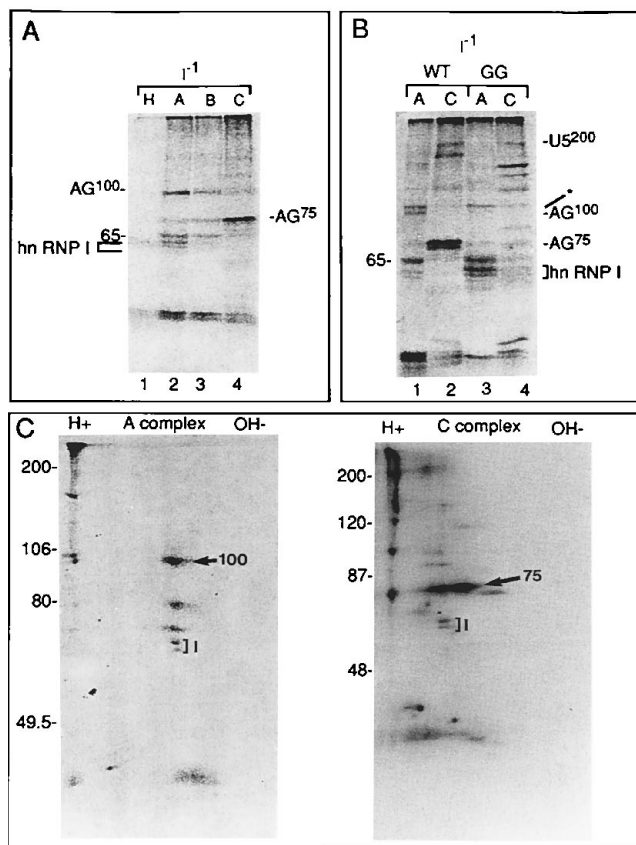 A
I-1
H A B C
AG100-
-AG75
65-
hn RNP I
1 2 3 4
B
I-1
WT GG
A C A C
-U5200
*
-AG100
-AG75
65-
]hn RNP I
1 2 3 4
C
H+ A complex OH-
200-
106-
100
80-
]I
49.5-
H+ C complex OH-
200-
120-
87-
75
]I
48-